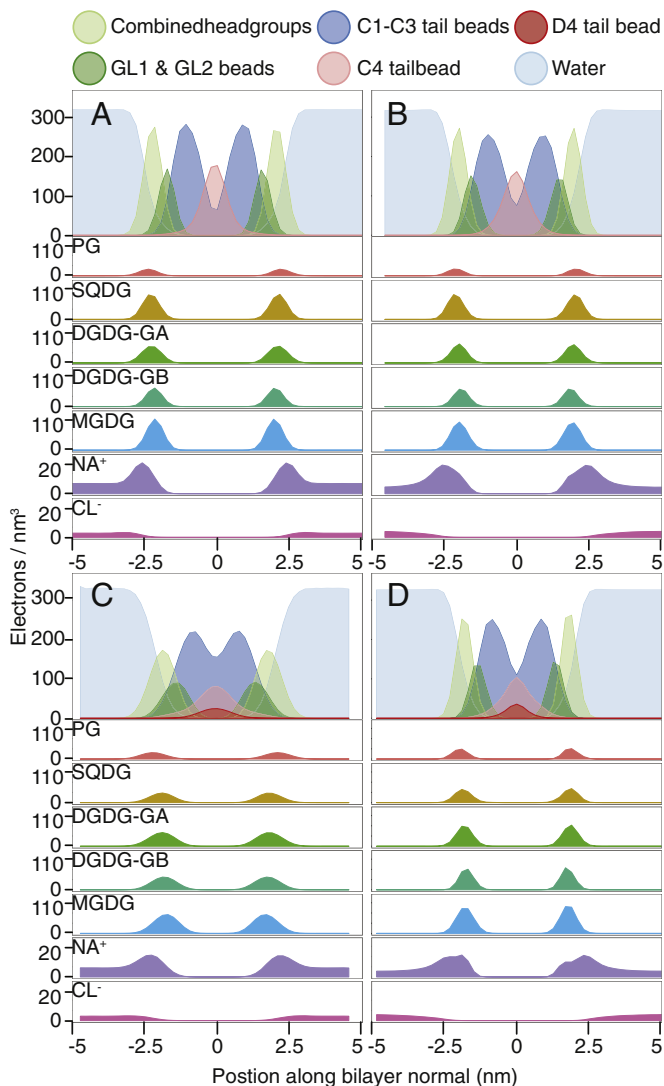 Combinedheadgroups C1-C3 tail beads D4 tail bead
GL1 & GL2 beads C4 tailbead Water
A B
300
200
100
0
PG
110
0
SQDG
110
0
DGDG-GA
110
0
DGDG-GB
110
0
MGDG
110
0
NA+
20
0
CL-
20
0
-5 -2.5 0 2.5 5 -5 -2.5 0 2.5 5
Electrons / nm³
C D
300
200
100
0
PG
110
0
SQDG
110
0
DGDG-GA
110
0
DGDG-GB
110
0
MGDG
110
0
NA+
20
0
CL-
20
0
-5 -2.5 0 2.5 5 -5 -2.5 0 2.5 5
Postion along bilayer normal (nm)